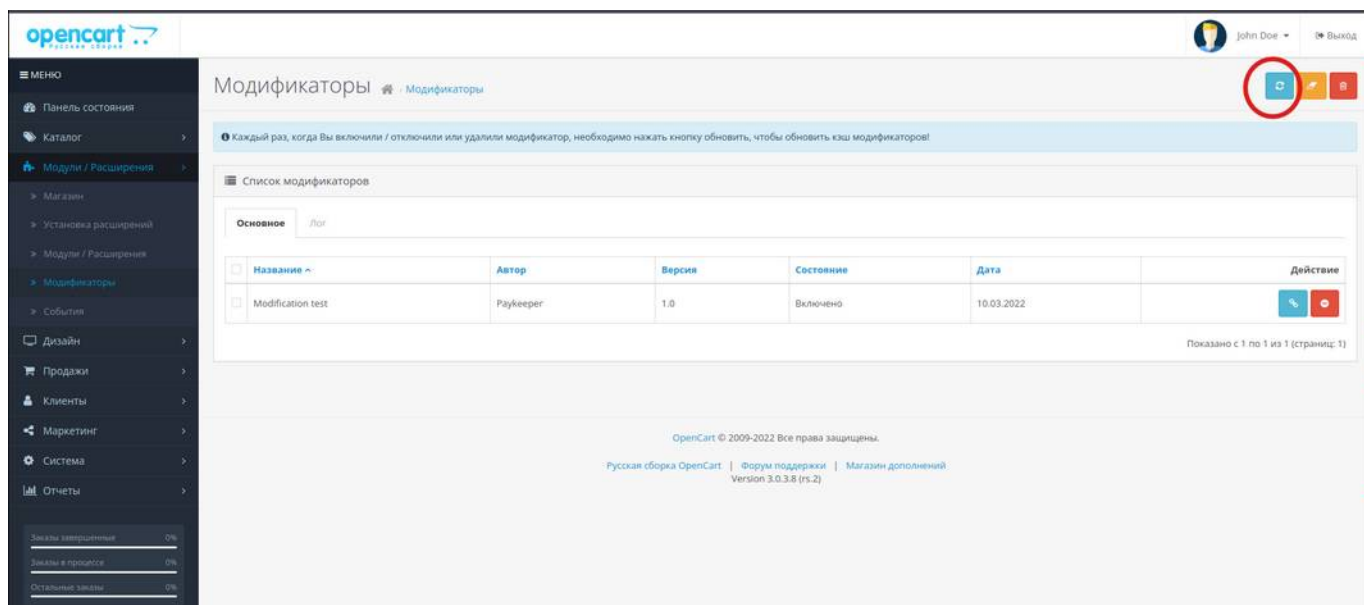 opencart
Русская сборка
John Doe
Выход
МЕНЮ
Модификаторы
Модификаторы
Панель состояния
Каталог
Каждый раз, когда Вы включили / отключили или удалили модификатор, необходимо нажать кнопку обновить, чтобы обновить кэш модификаторов!
Модули / Расширения
Список модификаторов
Магазин
Установка расширений
Основное Лог
Модули / Расширения
Название Автор Версия Состояние Дата Действие
Модификаторы
Modification test Paykeeper 1.0 Включено 10.03.2022
События
Дизайн
Показано с 1 по 1 из 1 (страниц: 1)
Продажи
Клиенты
Маркетинг
OpenCart © 2009-2022 Все права защищены.
Система
Русская сборка OpenCart | Форум поддержки | Магазин дополнений
Version 3.0.3.8 (rs.2)
Отчеты
Заказы завершенные 0%
Заказы в процессе 0%
Остальные заказы 0%